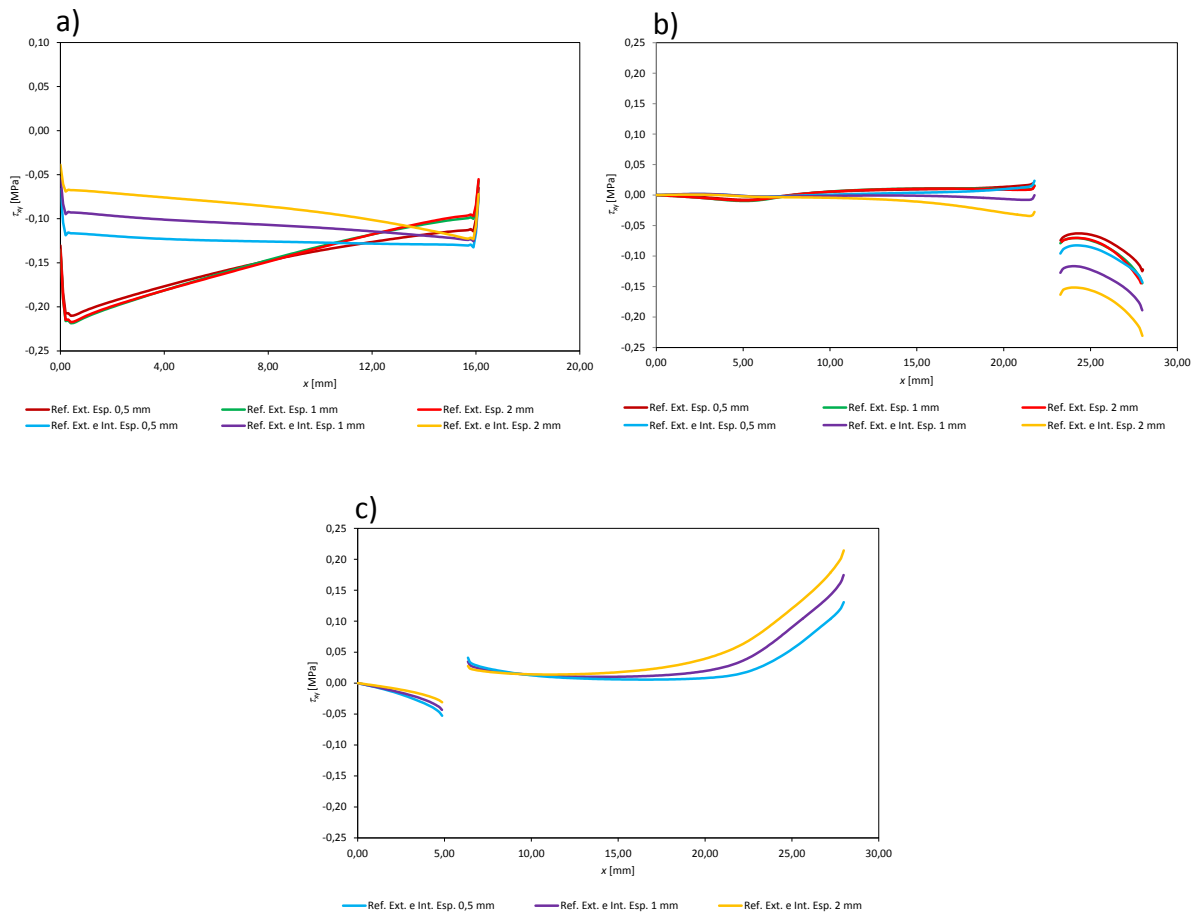 a)
0,10
0,05
0,00
-0,05
-0,10
-0,15
-0,20
-0,25
τxy [MPa]
0,00 4,00 8,00 12,00 16,00 20,00
x [mm]
Ref. Ext. Esp. 0,5 mm Ref. Ext. Esp. 1 mm Ref. Ext. Esp. 2 mm
Ref. Ext. e Int. Esp. 0,5 mm Ref. Ext. e Int. Esp. 1 mm Ref. Ext. e Int. Esp. 2 mm
b)
0,25
0,20
0,15
0,10
0,05
0,00
-0,05
-0,10
-0,15
-0,20
-0,25
τxy [MPa]
0,00 5,00 10,00 15,00 20,00 25,00 30,00
x [mm]
Ref. Ext. Esp. 0,5 mm Ref. Ext. Esp. 1 mm Ref. Ext. Esp. 2 mm
Ref. Ext. e Int. Esp. 0,5 mm Ref. Ext. e Int. Esp. 1 mm Ref. Ext. e Int. Esp. 2 mm
c)
0,25
0,20
0,15
0,10
0,05
0,00
-0,05
-0,10
-0,15
-0,20
-0,25
τxy [MPa]
0,00 5,00 10,00 15,00 20,00 25,00 30,00
x [mm]
Ref. Ext. e Int. Esp. 0,5 mm Ref. Ext. e Int. Esp. 1 mm Ref. Ext. e Int. Esp. 2 mm